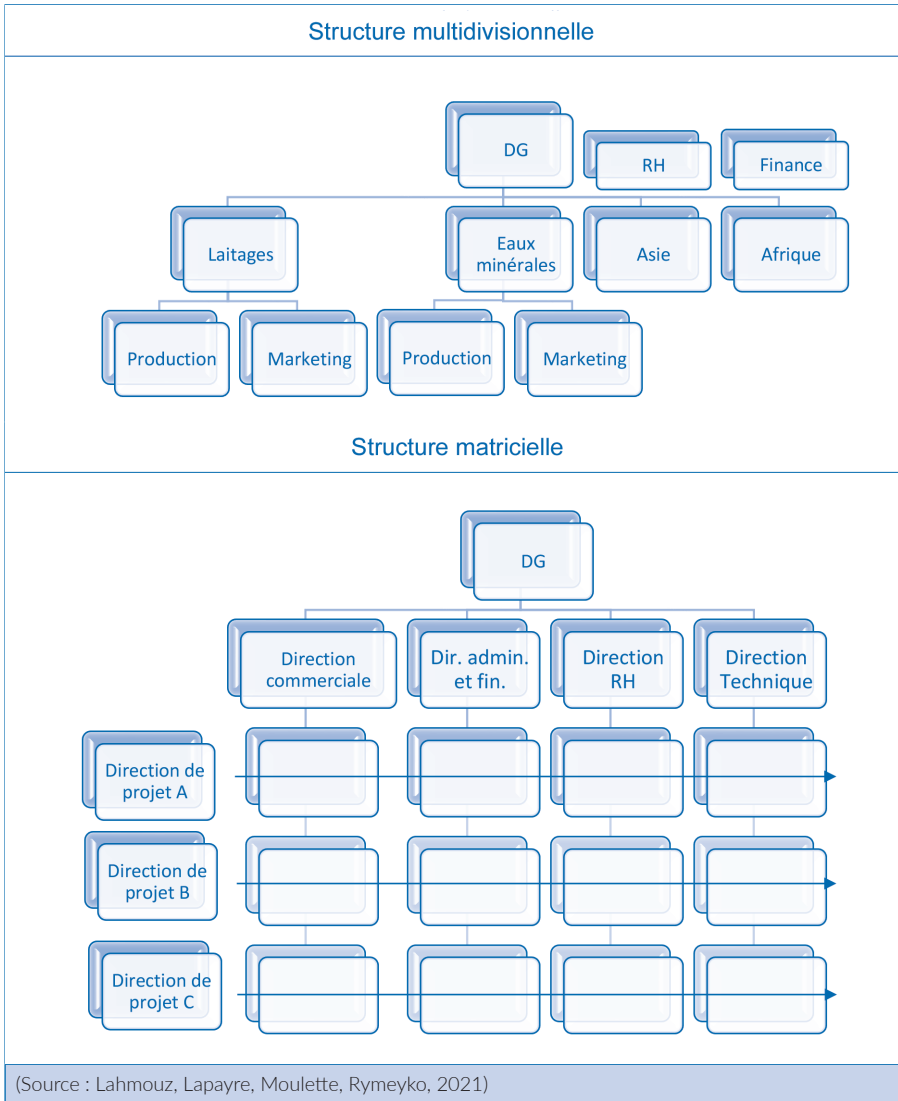 Structure multidivisionnelle
DG
RH
Finance
Laitages
Eaux
minérales
Asie
Afrique
Production
Marketing
Production
Marketing
Structure matricielle
DG
Direction
commerciale
Dir. admin.
et fin.
Direction
RH
Direction
Technique
Direction de
projet A
Direction de
projet B
Direction de
projet C
(Source : Lahmouz, Lapayre, Moulette, Rymeyko, 2021)